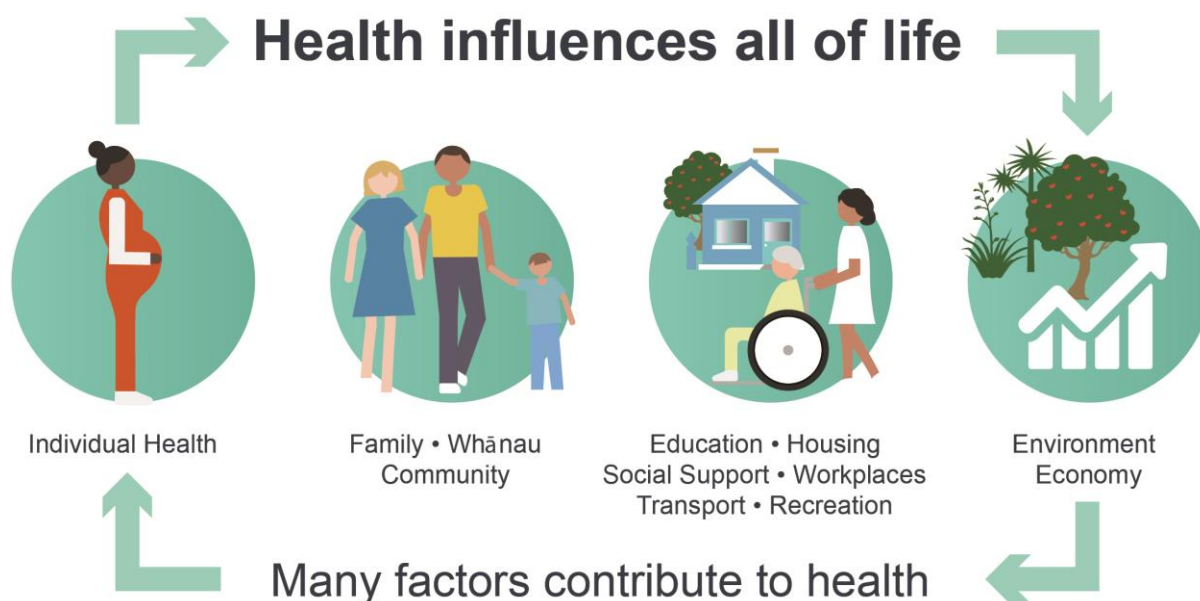 Health influences all of life
Individual Health
Family • Whānau
Community
Education • Housing
Social Support • Workplaces
Transport • Recreation
Environment
Economy
Many factors contribute to health